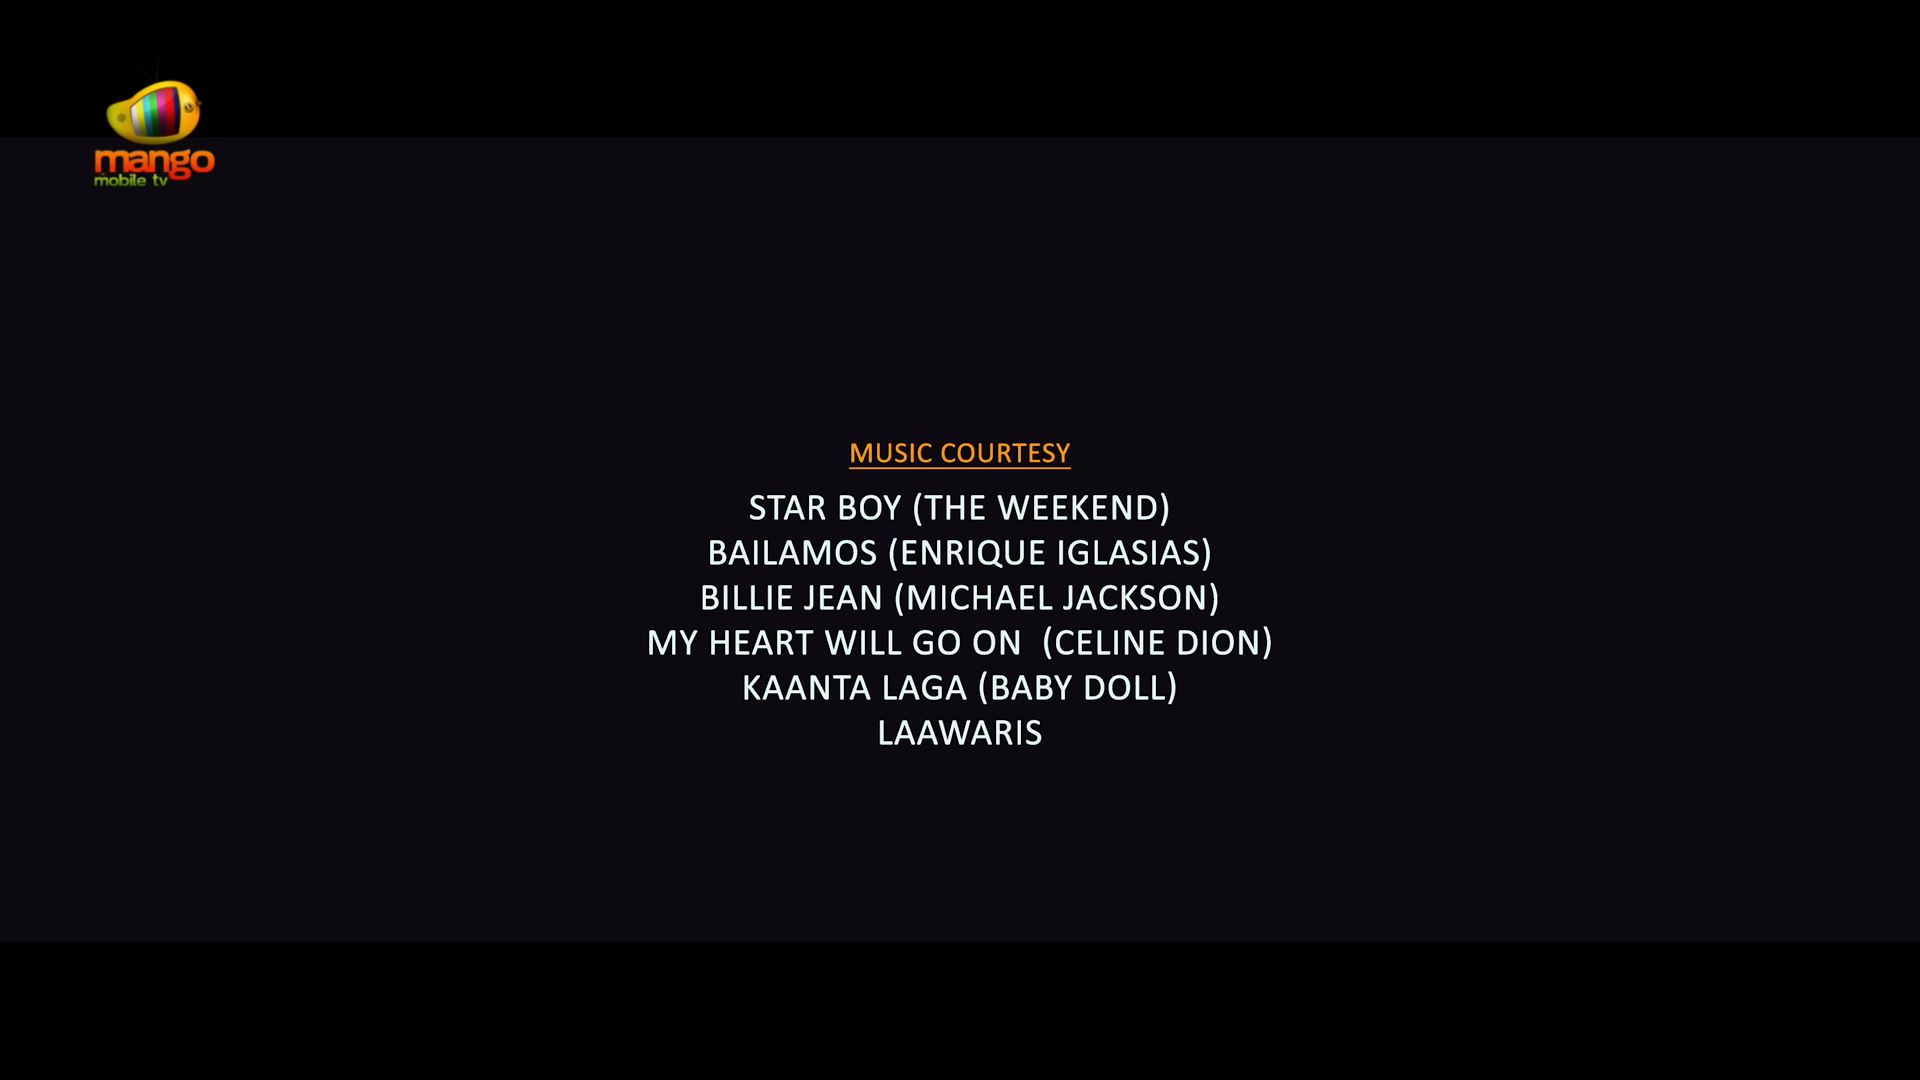 mango
mobile tv
MUSIC COURTESY
STAR BOY (THE WEEKEND)
BAILAMOS (ENRIQUE IGLASIAS)
BILLIE JEAN (MICHAEL JACKSON)
MY HEART WILL GO ON (CELINE DION)
KAANTA LAGA (BABY DOLL)
LAAWARIS